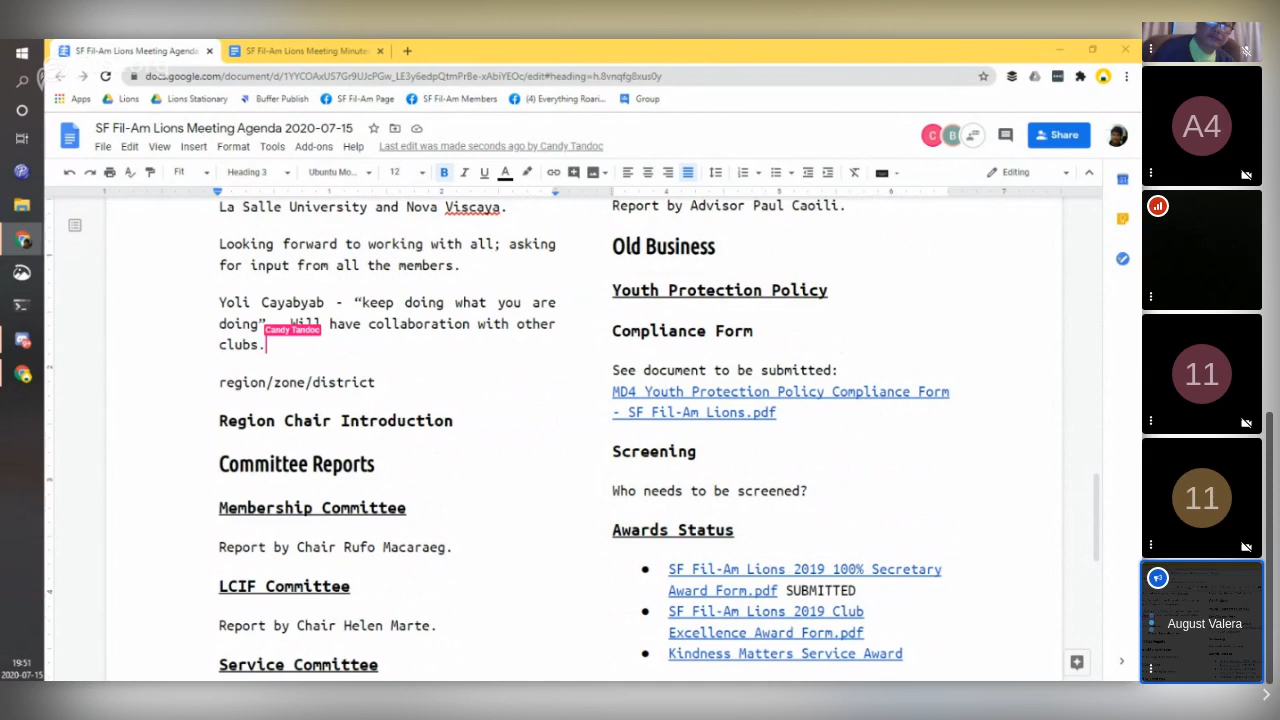 SF Fil-Am Lions Meeting Agenda
SF Fil-Am Lions Meeting Minute
docs.google.com/document/d/1YYCOAxUS7Gr9UJcPGw_LE3y6edpQtmPrBe-xAbiYEOc/edit#heading=h.8vnqfg8xus0y
Apps Lions Lions Stationary Buffer Publish SF Fil-Am Page SF Fil-Am Members (4) Everything Roari... Group
SF Fil-Am Lions Meeting Agenda 2020-07-15
File Edit View Insert Format Tools Add-ons Help Last edit was made seconds ago by Candy Tandoc
C B Share
Fit Heading 3 Ubuntu Mo... 12 B I U A Editing
1 1 2 4 5 6 7
La Salle University and Nova Viscaya.
Looking forward to working with all; asking
for input from all the members.
Yoli Cayabyab - “keep doing what you are
doing” Will have collaboration with other
Candy Tandoc
clubs.
region/zone/district
Region Chair Introduction
Committee Reports
Membership Committee
Report by Chair Rufo Macaraeg.
LCIF Committee
Report by Chair Helen Marte.
Service Committee
Report by Advisor Paul Caoili.
Old Business
Youth Protection Policy
Compliance Form
See document to be submitted:
MD4 Youth Protection Policy Compliance Form
- SF Fil-Am Lions.pdf
Screening
Who needs to be screened?
Awards Status
● SF Fil-Am Lions 2019 100% Secretary
Award Form.pdf SUBMITTED
● SF Fil-Am Lions 2019 Club
Excellence Award Form.pdf
● Kindness Matters Service Award
19:51
2020-07-15
A4
11
11
August Valera